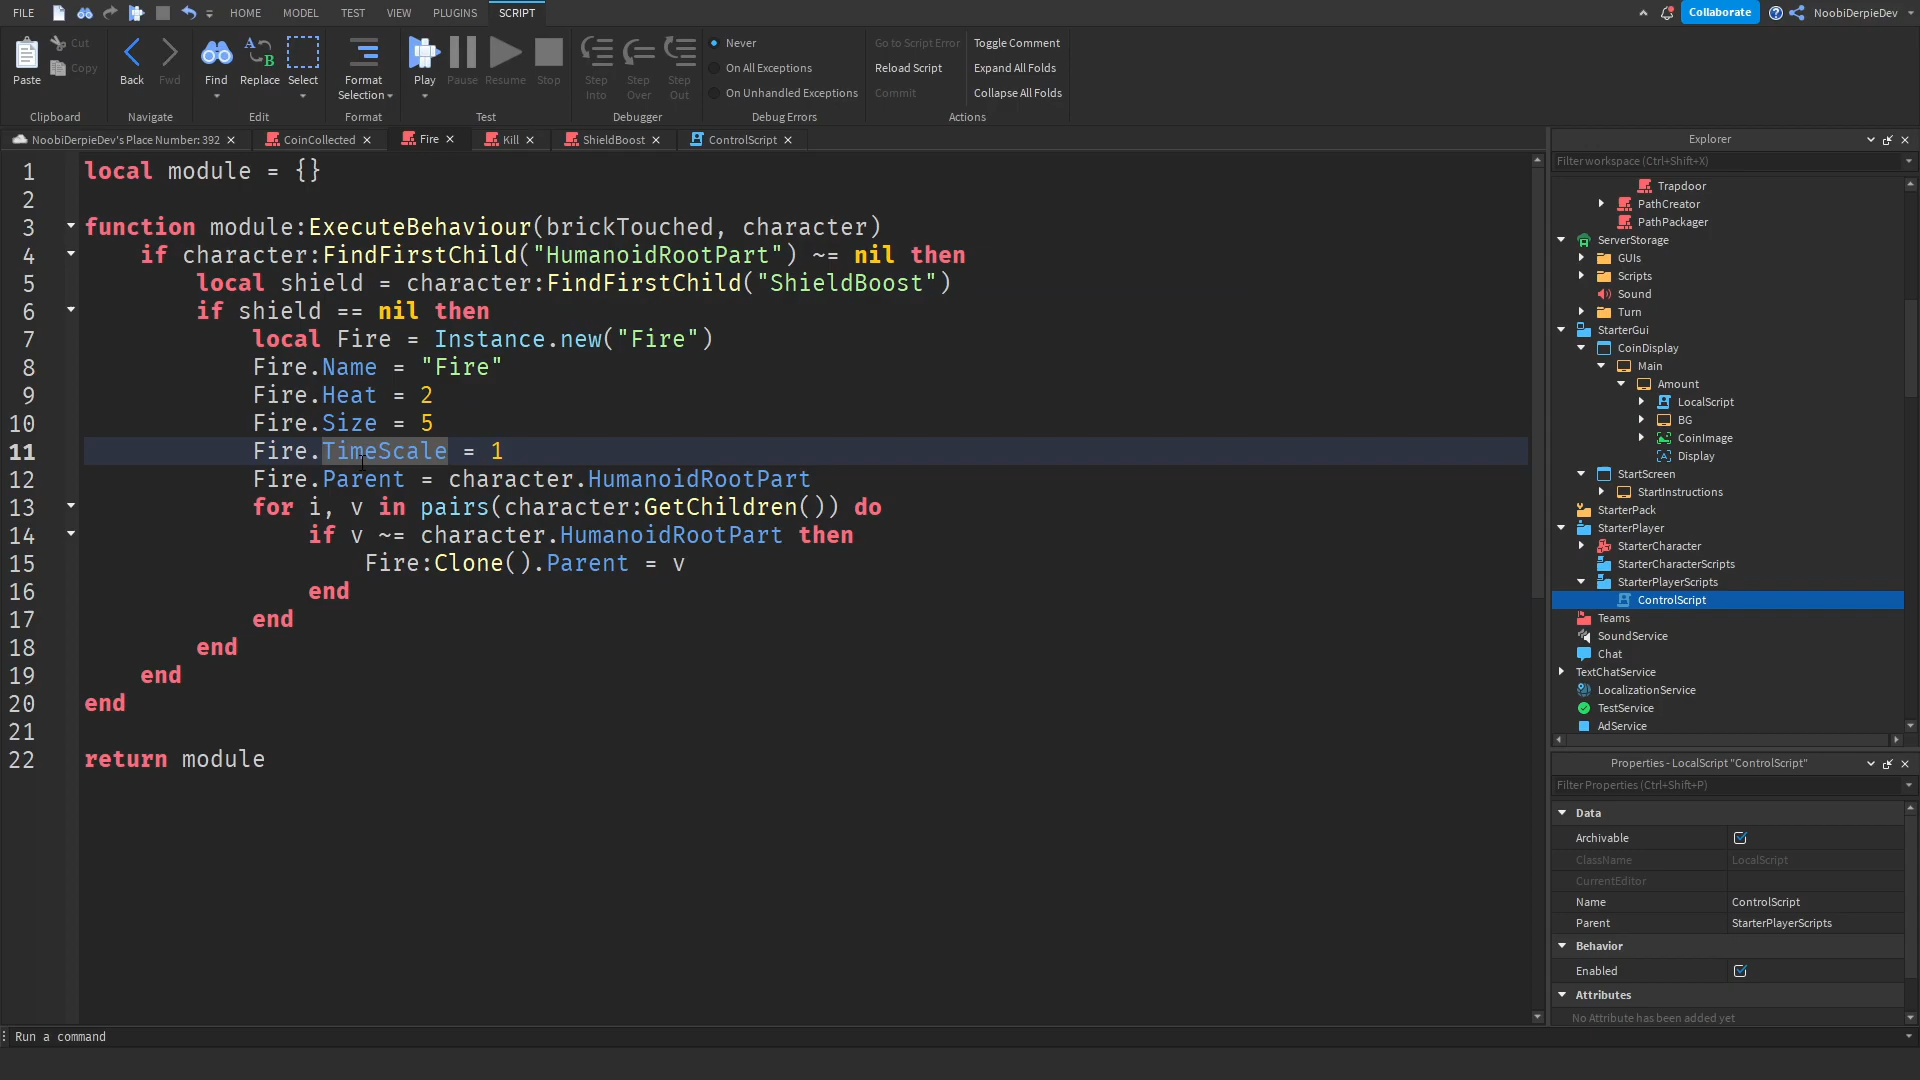 FILE HOME MODEL TEST VIEW PLUGINS SCRIPT Collaborate NoobiDerpieDev
Paste Cut Copy Back Fwd Find Replace Select Format Selection Play Pause Resume Stop Step Into Step Over Step Out
Never Go to Script Error Toggle Comment
On All Exceptions Reload Script Expand All Folds
On Unhandled Exceptions Commit Collapse All Folds
Clipboard Navigate Edit Format Test Debugger Debug Errors Actions
NoobiDerpieDev's Place Number: 392 CoinCollected Fire Kill ShieldBoost ControlScript
1 local module = {}
2
3 function module:ExecuteBehaviour(brickTouched, character)
4 if character:FindFirstChild("HumanoidRootPart") ~= nil then
5 local shield = character:FindFirstChild("ShieldBoost")
6 if shield == nil then
7 local Fire = Instance.new("Fire")
8 Fire.Name = "Fire"
9 Fire.Heat = 2
10 Fire.Size = 5
11 Fire.TimeScale = 1
12 Fire.Parent = character.HumanoidRootPart
13 for i, v in pairs(character:GetChildren()) do
14 if v ~= character.HumanoidRootPart then
15 Fire:Clone().Parent = v
16 end
17 end
18 end
19 end
20 end
21
22 return module
Explorer
Filter workspace (Ctrl+Shift+X)
Trapdoor
PathCreator
PathPackager
ServerStorage
GUIs
Scripts
Sound
Turn
StarterGui
CoinDisplay
Main
Amount
LocalScript
BG
CoinImage
Display
StartScreen
StartInstructions
StarterPack
StarterPlayer
StarterCharacter
StarterCharacterScripts
StarterPlayerScripts
ControlScript
Teams
SoundService
Chat
TextChatService
LocalizationService
TestService
AdService
Properties - LocalScript "ControlScript"
Filter Properties (Ctrl+Shift+P)
Data
Archivable
ClassName LocalScript
CurrentEditor
Name ControlScript
Parent StarterPlayerScripts
Behavior
Enabled
Attributes
No Attribute has been added yet
Run a command